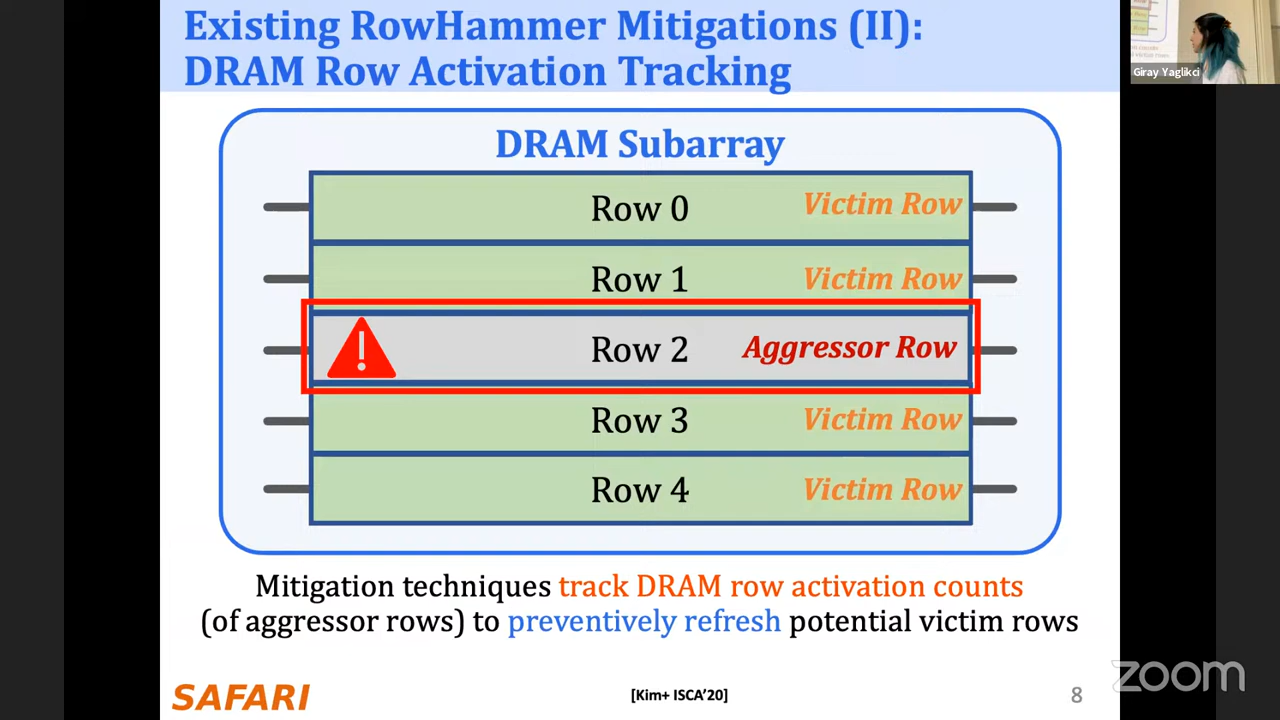 Existing RowHammer Mitigations (II):
DRAM Row Activation Tracking
Giray Yaglikci
DRAM Subarray
Row 0 Victim Row
Row 1 Victim Row
Row 2 Aggressor Row
Row 3 Victim Row
Row 4 Victim Row
Mitigation techniques track DRAM row activation counts
(of aggressor rows) to preventively refresh potential victim rows
SAFARI
[Kim+ ISCA'20]
8
zoom